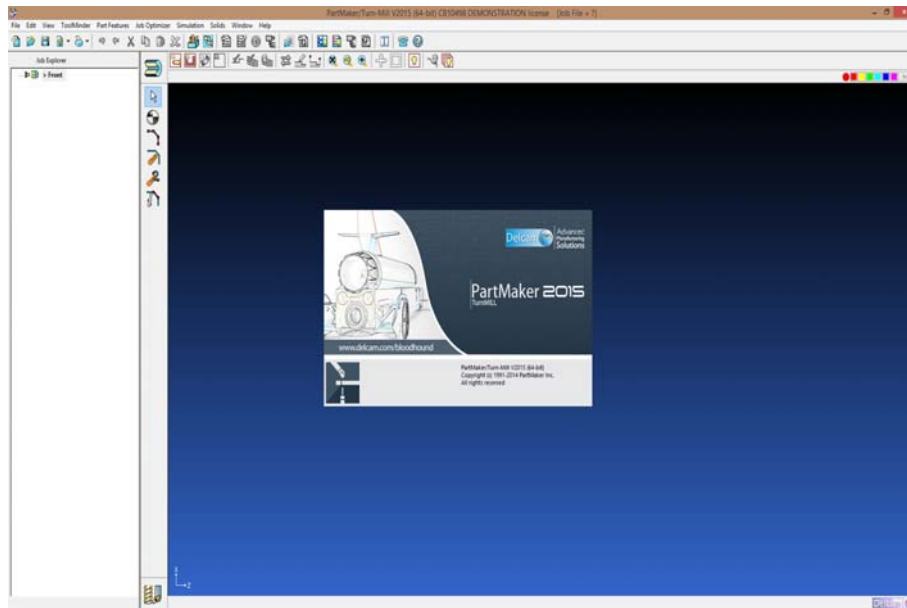 PartMaker/Turn-Mill V2015 (64-bit) CB10498 DEMONSTRATION license [Job File = ?]
File Edit View ToolMinder Part Features Job Optimizer Simulation Solids Window Help
Job Explorer
Front
Delcam
Advanced
Manufacturing
Solutions
PartMaker 2015
TurnMILL
www.delcam.com/bloodhound
PartMaker/Turn-Mill V2015 (64-bit)
Copyright (c) 1991-2014 PartMaker Inc.
All rights reserved
X
Z